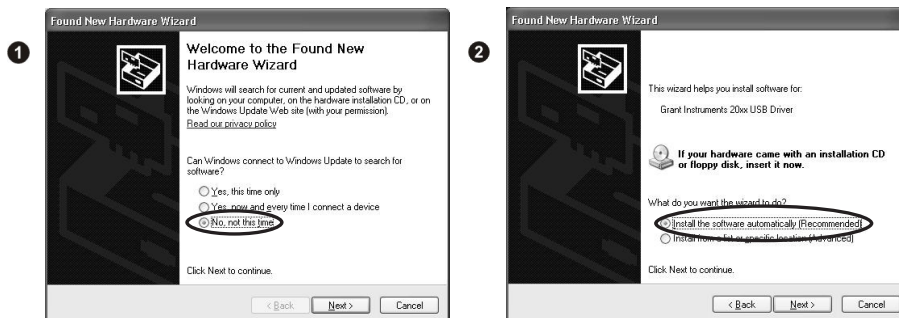 1
Found New Hardware Wizard
Welcome to the Found New
Hardware Wizard
Windows will search for current and updated software by
looking on your computer, on the hardware installation CD, or on
the Windows Update Web site (with your permission).
Read our privacy policy
Can Windows connect to Windows Update to search for
software?
Yes, this time only
Yes, now and every time I connect a device
No, not this time
Click Next to continue.
< Back
Next >
Cancel
2
Found New Hardware Wizard
This wizard helps you install software for:
Grant Instruments 20xx USB Driver
If your hardware came with an installation CD
or floppy disk, insert it now.
What do you want the wizard to do?
Install the software automatically (Recommended)
Install from a list or specific location (Advanced)
Click Next to continue.
< Back
Next >
Cancel